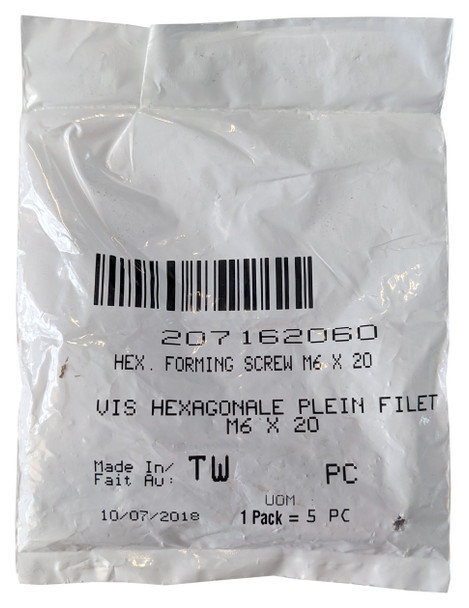 207162060
HEX. FORMING SCREW M6 X 20
VIS HEXAGONALE PLEIN FILET
M6 X 20
Made In/ TW PC
Fait Au:
UOM
10/07/2018 1 Pack = 5 PC